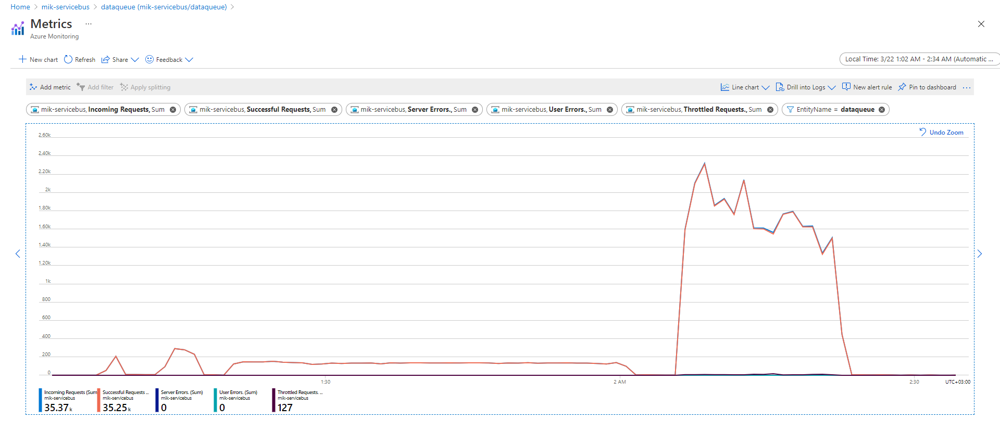 Home > mik-servicebus > dataqueue (mik-servicebus/dataqueue) >
Metrics ...
Azure Monitoring
New chart Refresh Share Feedback
Local Time: 3/22 1:02 AM - 2:34 AM (Automatic ...
Add metric Add filter Apply splitting
Line chart Drill into Logs New alert rule Pin to dashboard ...
mik-servicebus, Incoming Requests, Sum
mik-servicebus, Successful Requests, Sum
mik-servicebus, Server Errors., Sum
mik-servicebus, User Errors., Sum
mik-servicebus, Throttled Requests., Sum
EntityName = dataqueue
Undo Zoom
2.60k
2.40k
2.20k
2k
1.80k
1.60k
1.40k
1.20k
1k
800
600
400
200
0
1:30 2 AM 2:30 UTC+03:00
Incoming Requests (Sum
mik-servicebus
35.37 k
Successful Requests ...
mik-servicebus
35.25 k
Server Errors. (Sum)
mik-servicebus
0
User Errors. (Sum)
mik-servicebus
0
Throttled Requests. ...
mik-servicebus
127